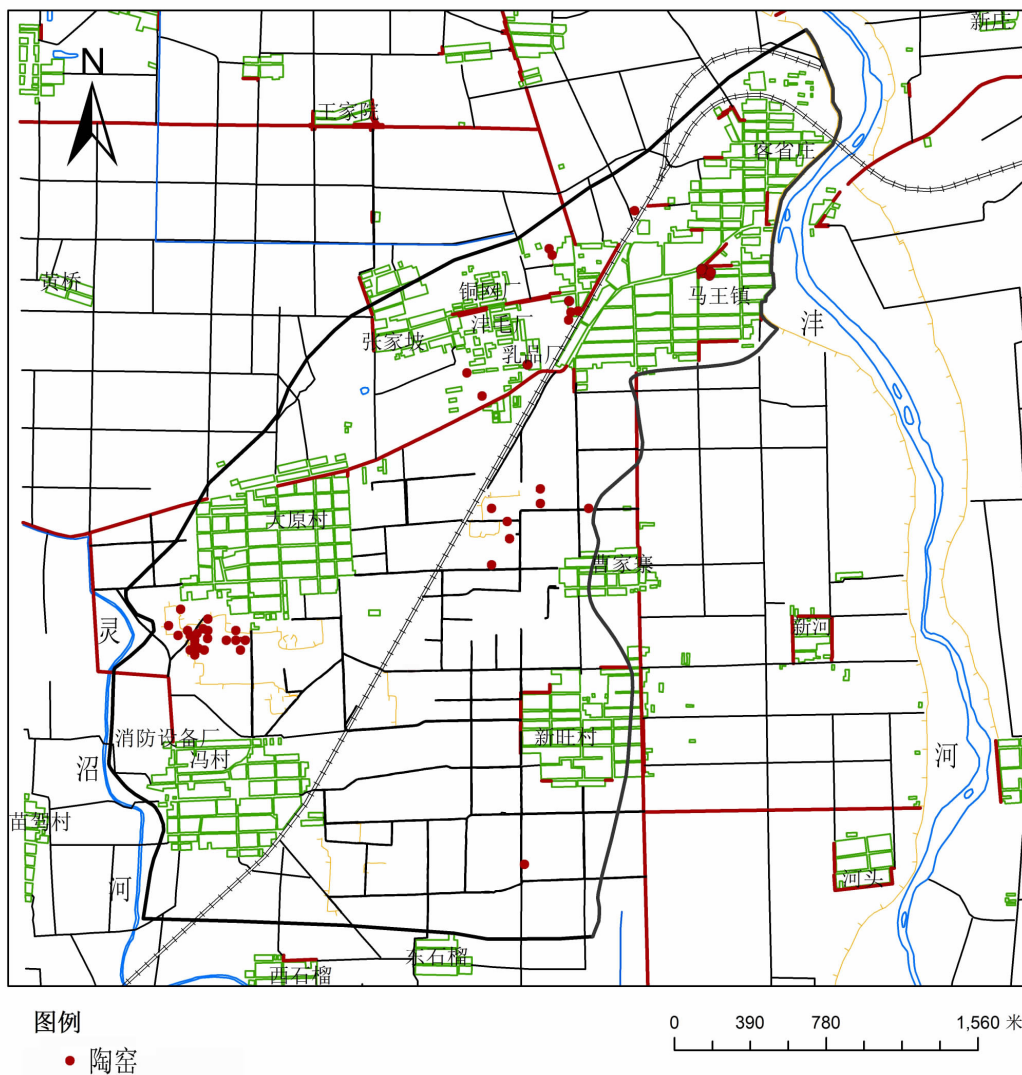 新庄
N
王家院
客省庄
黄桥
铜网厂
马王镇
沣
沣毛厂
张家坡
乳品厂
大原村
曹家寨
灵
新河
消防设备厂
新旺村
冯村
河
沼
苗驾村
河头
河
东石榴
西石榴
图例
陶窑
0 390 780 1,560 米